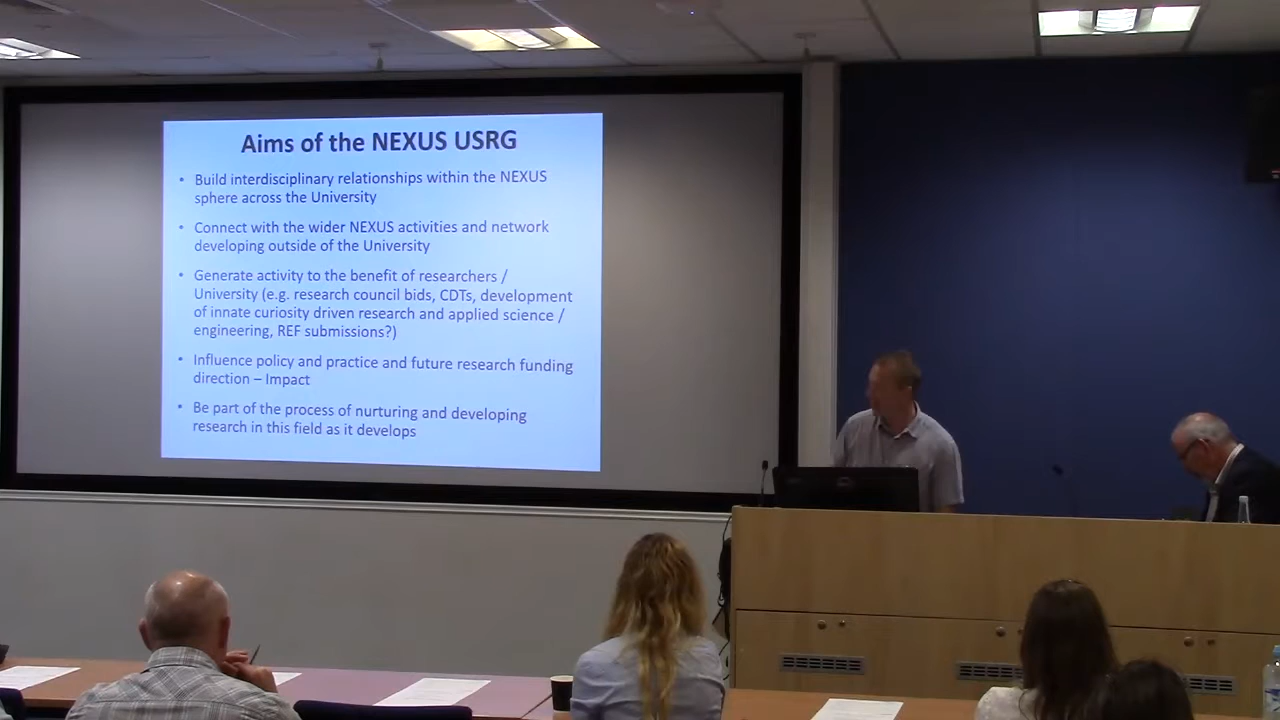 Aims of the NEXUS USRG
• Build interdisciplinary relationships within the NEXUS
sphere across the University
• Connect with the wider NEXUS activities and network
developing outside of the University
• Generate activity to the benefit of researchers /
University (e.g. research council bids, CDTs, development
of innate curiosity driven research and applied science /
engineering, REF submissions?)
• Influence policy and practice and future research funding
direction – Impact
• Be part of the process of nurturing and developing
research in this field as it develops